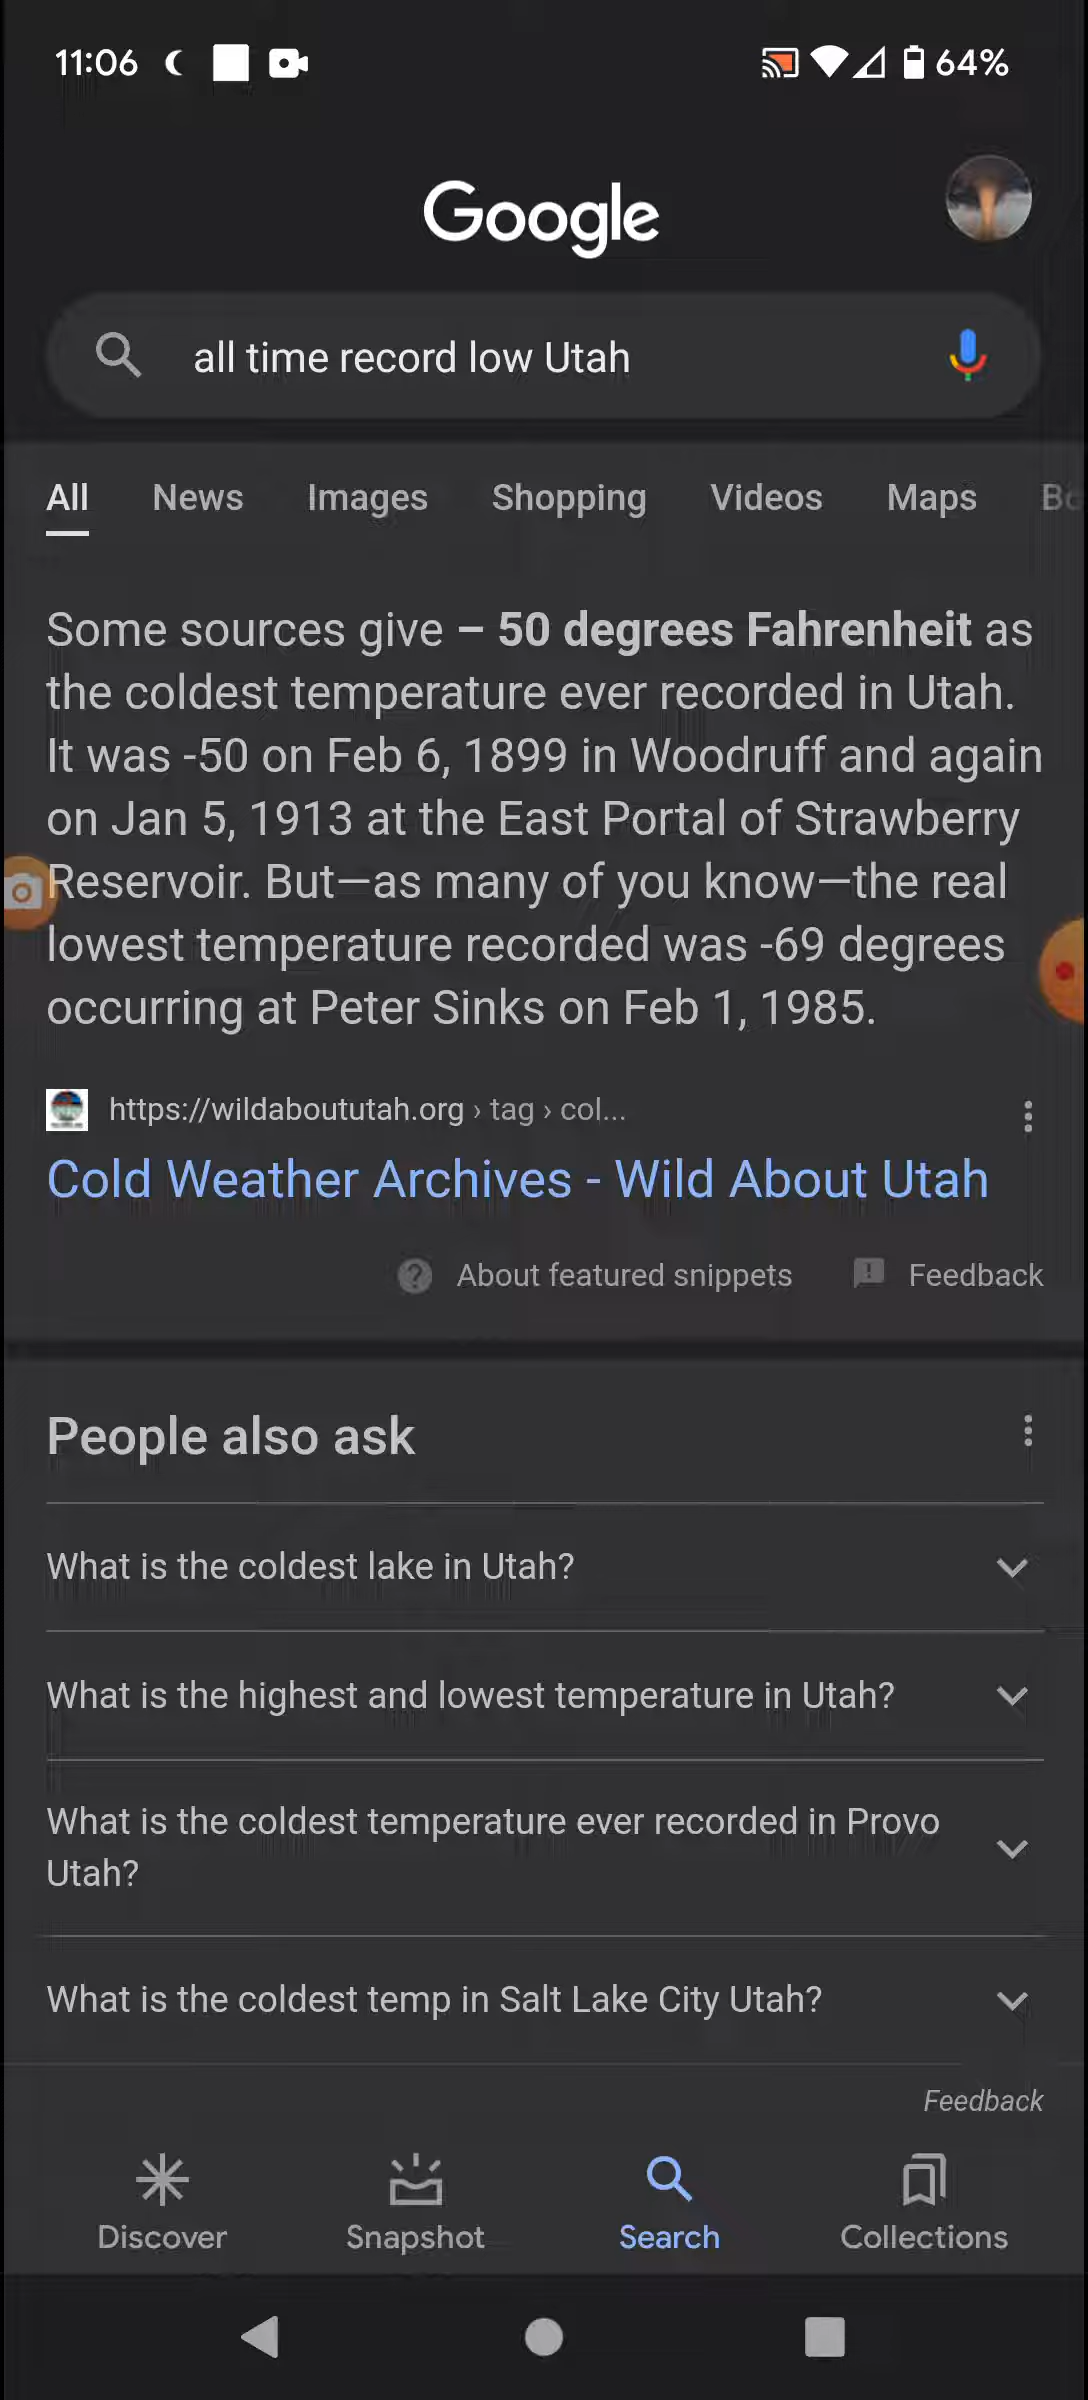 11:06
64%
Google
all time record low Utah
All News Images Shopping Videos Maps
Some sources give – 50 degrees Fahrenheit as
the coldest temperature ever recorded in Utah.
It was -50 on Feb 6, 1899 in Woodruff and again
on Jan 5, 1913 at the East Portal of Strawberry
Reservoir. But—as many of you know—the real
lowest temperature recorded was -69 degrees
occurring at Peter Sinks on Feb 1, 1985.
https://wildaboututah.org › tag › col...
Cold Weather Archives - Wild About Utah
About featured snippets Feedback
People also ask
What is the coldest lake in Utah?
What is the highest and lowest temperature in Utah?
What is the coldest temperature ever recorded in Provo
Utah?
What is the coldest temp in Salt Lake City Utah?
Feedback
Discover Snapshot Search Collections